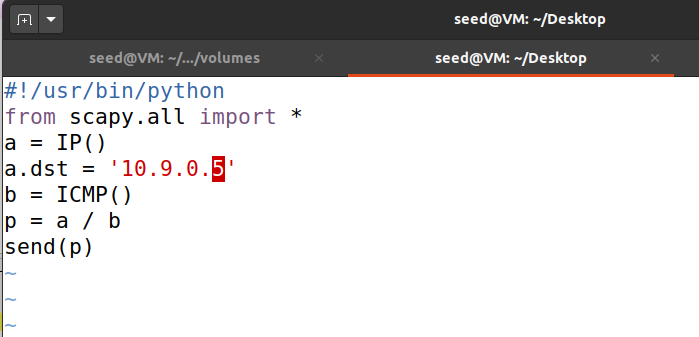 seed@VM: ~/Desktop
seed@VM: ~/.../volumes
seed@VM: ~/Desktop
#!/usr/bin/python
from scapy.all import *
a = IP()
a.dst = '10.9.0.5'
b = ICMP()
p = a / b
send(p)
~
~
~